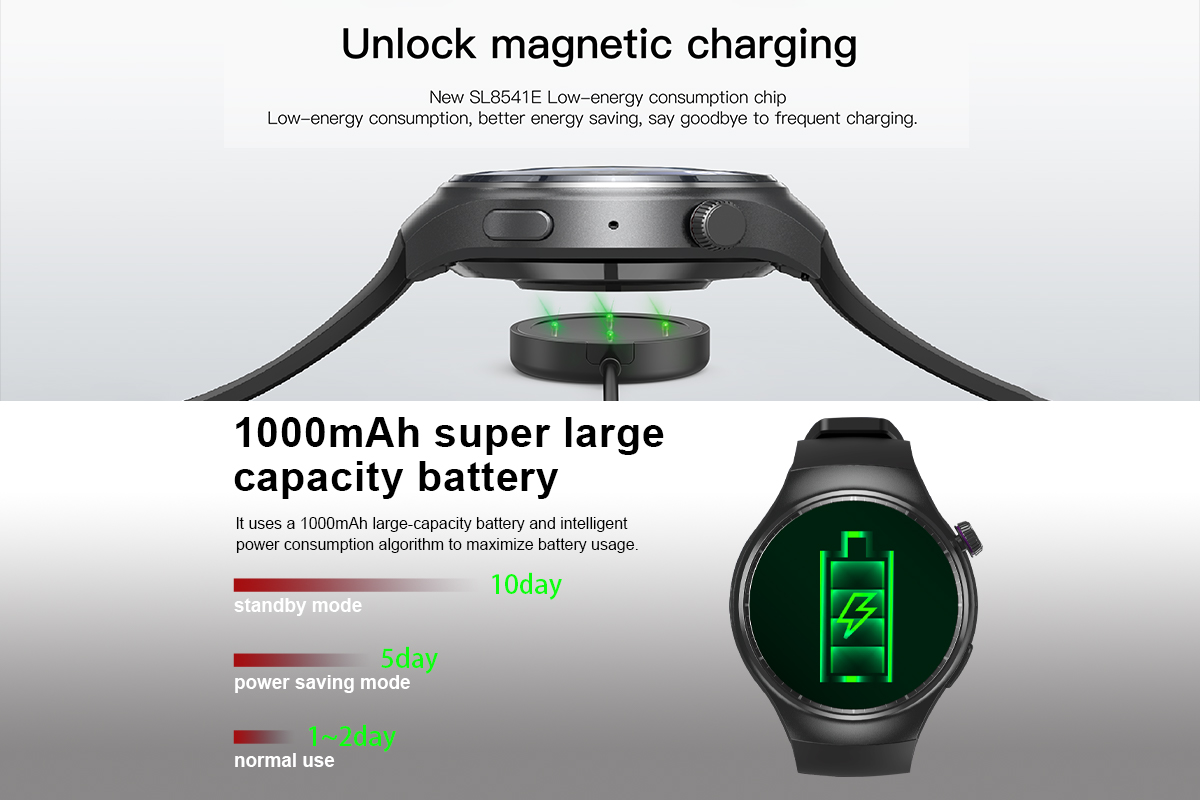 Unlock magnetic charging
New SL8541E Low-energy consumption chip
Low-energy consumption, better energy saving, say goodbye to frequent charging.
1000mAh super large
capacity battery
It uses a 1000mAh large-capacity battery and intelligent
power consumption algorithm to maximize battery usage.
10day
standby mode
5day
power saving mode
1~2day
normal use